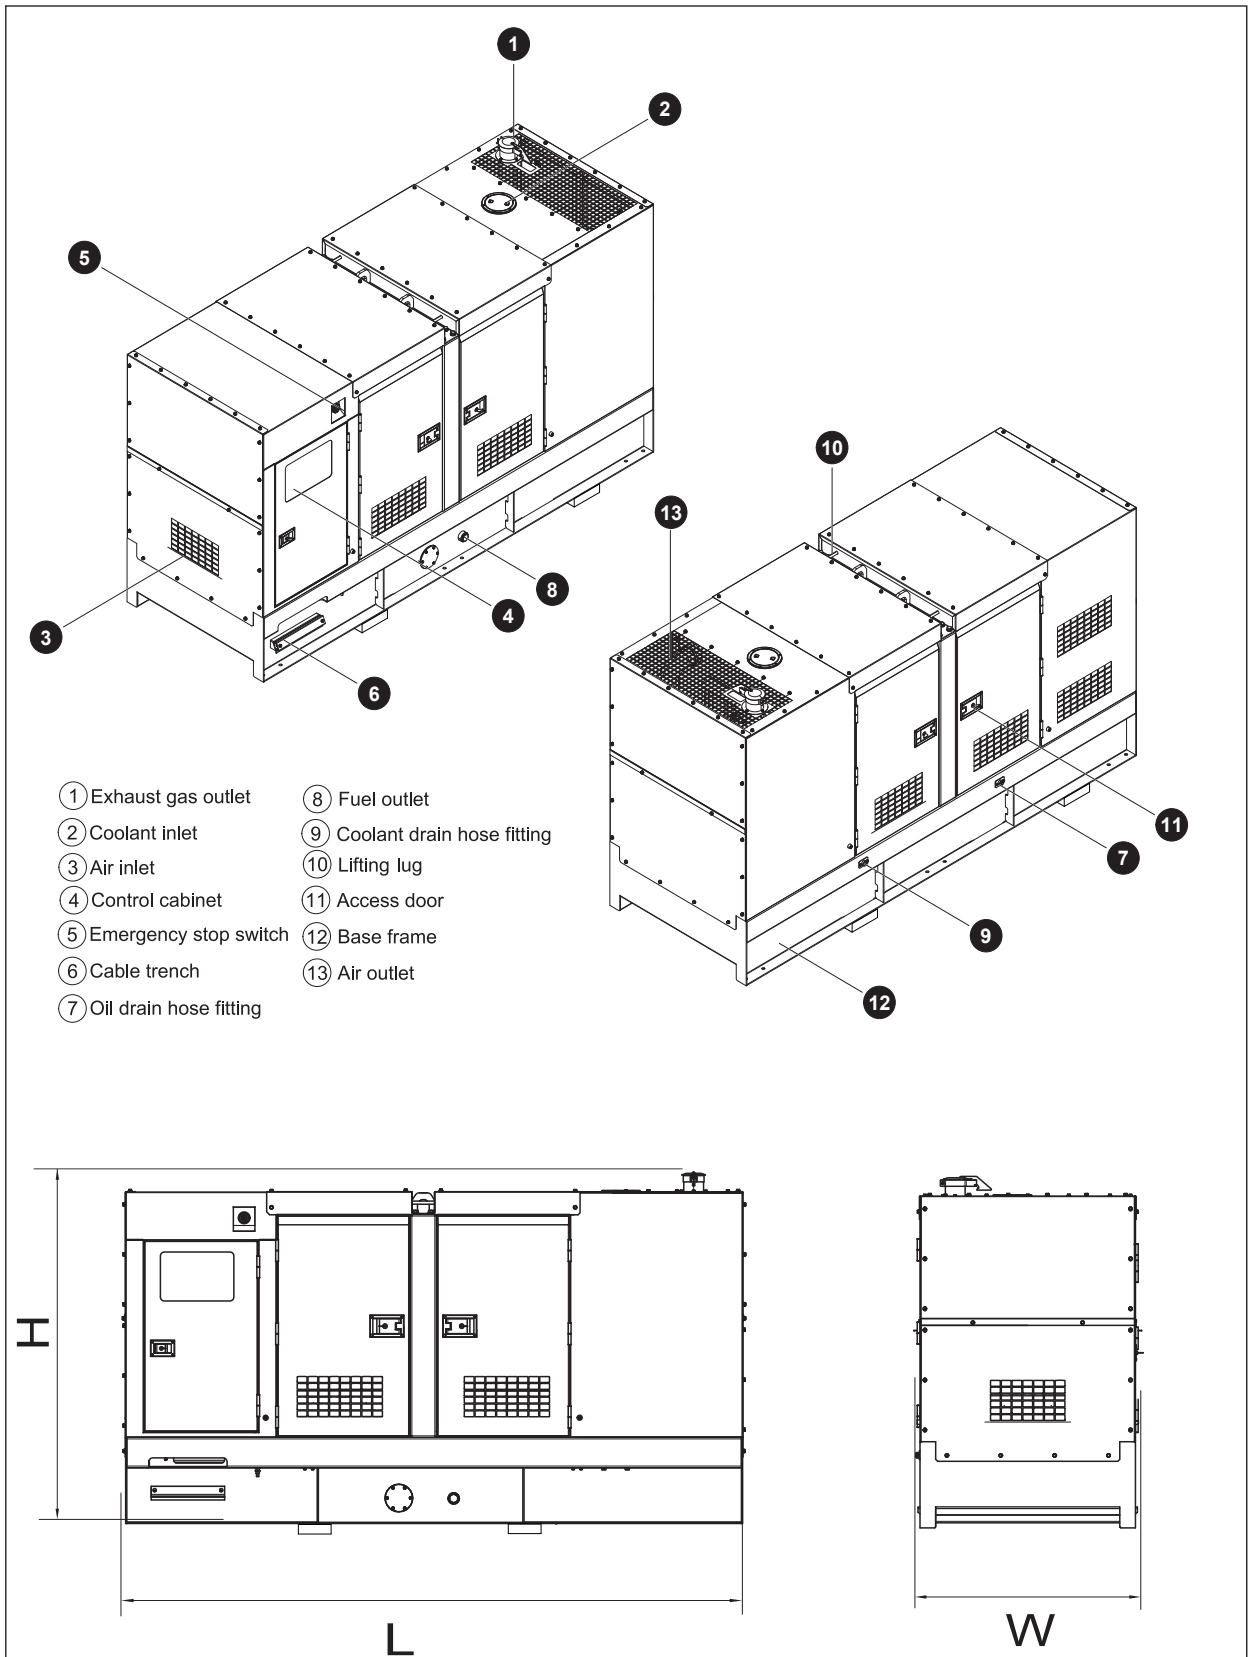 1
2
5
10
13
3
4
8
6
11
7
9
12
1 Exhaust gas outlet
2 Coolant inlet
3 Air inlet
4 Control cabinet
5 Emergency stop switch
6 Cable trench
7 Oil drain hose fitting
8 Fuel outlet
9 Coolant drain hose fitting
10 Lifting lug
11 Access door
12 Base frame
13 Air outlet
H
L
W